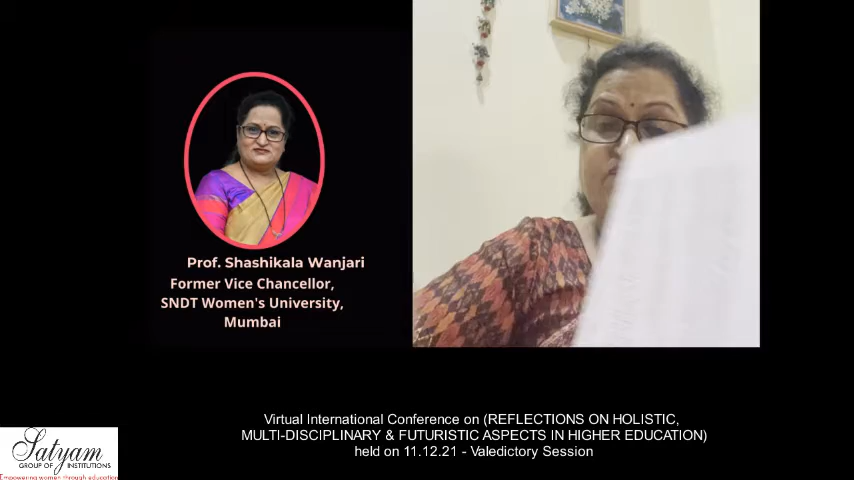 Prof. Shashikala Wanjari
Former Vice Chancellor,
SNDT Women's University,
Mumbai
Virtual International Conference on (REFLECTIONS ON HOLISTIC,
MULTI-DISCIPLINARY & FUTURISTIC ASPECTS IN HIGHER EDUCATION)
held on 11.12.21 - Valedictory Session
Satyam
GROUP OF INSTITUTIONS
Empowering women through education